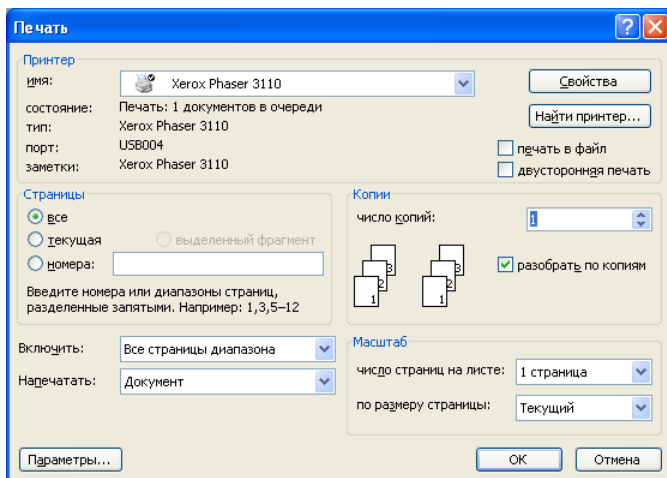 Печать
Принтер
имя: Xerox Phaser 3110
Свойства
состояние: Печать: 1 документов в очереди
тип: Xerox Phaser 3110
Найти принтер...
порт: USB004
заметки: Xerox Phaser 3110
печать в файл
двусторонняя печать
Страницы
все
текущая выделенный фрагмент
номера:
Введите номера или диапазоны страниц,
разделенные запятыми. Например: 1,3,5–12
Копии
число копий: 1
3 3
2 2
1 1
разобрать по копиям
Включить: Все страницы диапазона
Напечатать: Документ
Масштаб
число страниц на листе: 1 страница
по размеру страницы: Текущий
Параметры...
ОК
Отмена